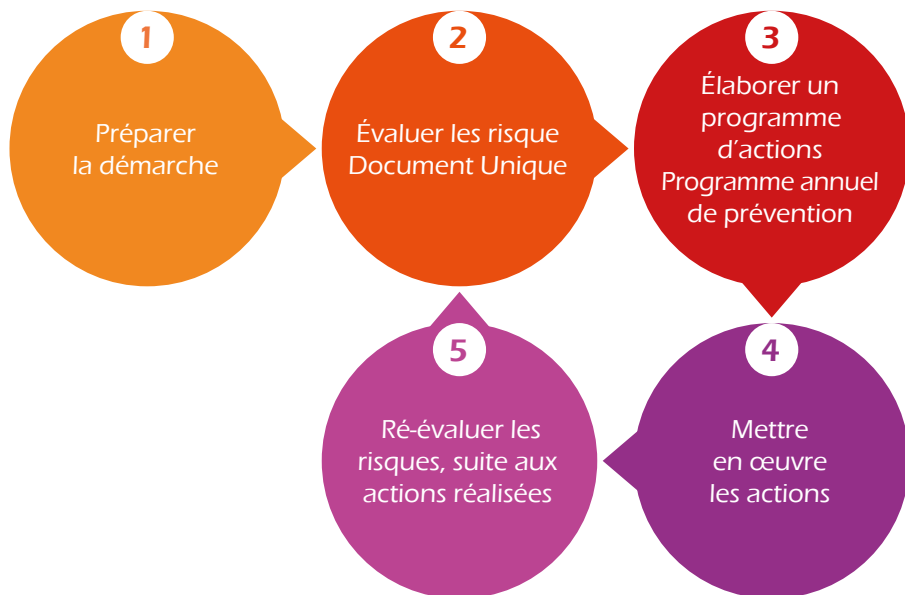 1
Préparer
la démarche
2
Évaluer les risque
Document Unique
3
Élaborer un
programme
d'actions
Programme annuel
de prévention
4
Mettre
en œuvre
les actions
5
Ré-évaluer les
risques, suite aux
actions réalisées